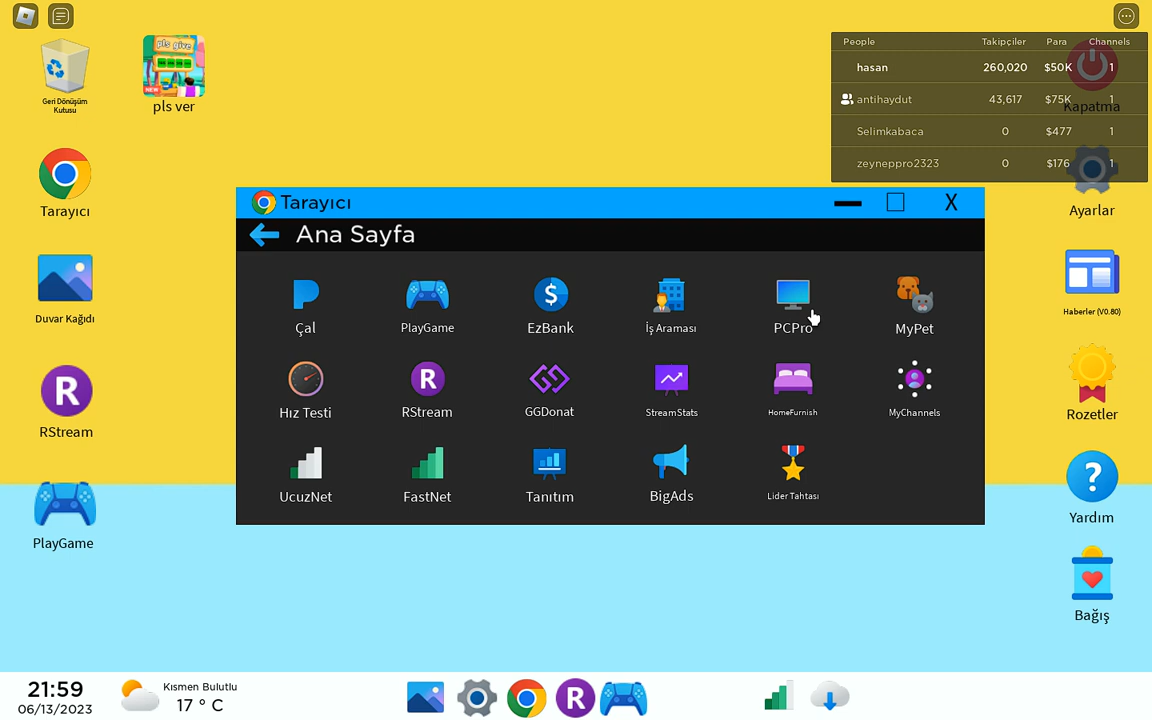 Geri Dönüşüm
Kutusu
pls give
NEW
pls ver
Tarayıcı
Duvar Kağıdı
R
RStream
PlayGame
People Takipçiler Para Channels
hasan 260,020 $50K 1
antihaydut 43,617 $75K 1
Selimkabaca 0 $477 1
zeyneppro2323 0 $176 1
Kapatma
Ayarlar
Haberler (V0.80)
Rozetler
?
Yardım
Bağış
Tarayıcı X
Ana Sayfa
Çal PlayGame EzBank İş Araması PCPro MyPet
Hız Testi RStream GGDonat StreamStats HomeFurnish MyChannels
UcuzNet FastNet Tanıtım BigAds Lider Tahtası
21:59
06/13/2023
Kısmen Bulutlu
17 ° C
R